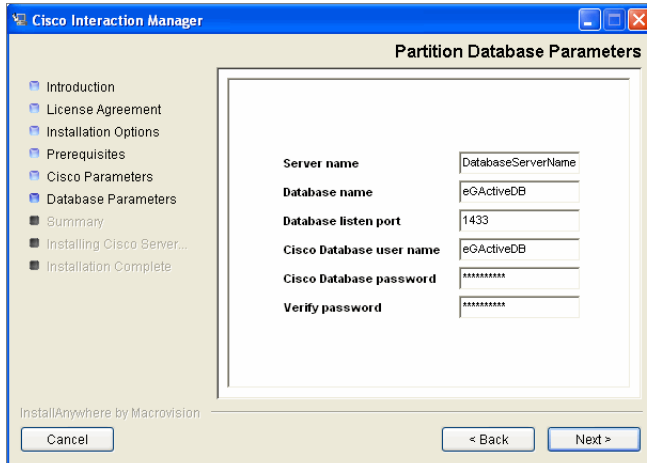 Cisco Interaction Manager
Partition Database Parameters
Introduction
License Agreement
Installation Options
Prerequisites
Cisco Parameters
Database Parameters
Summary
Installing Cisco Server...
Installation Complete
Server name DatabaseServerName
Database name eGActiveDB
Database listen port 1433
Cisco Database user name eGActiveDB
Cisco Database password **********
Verify password **********
InstallAnywhere by Macrovision
Cancel < Back Next >